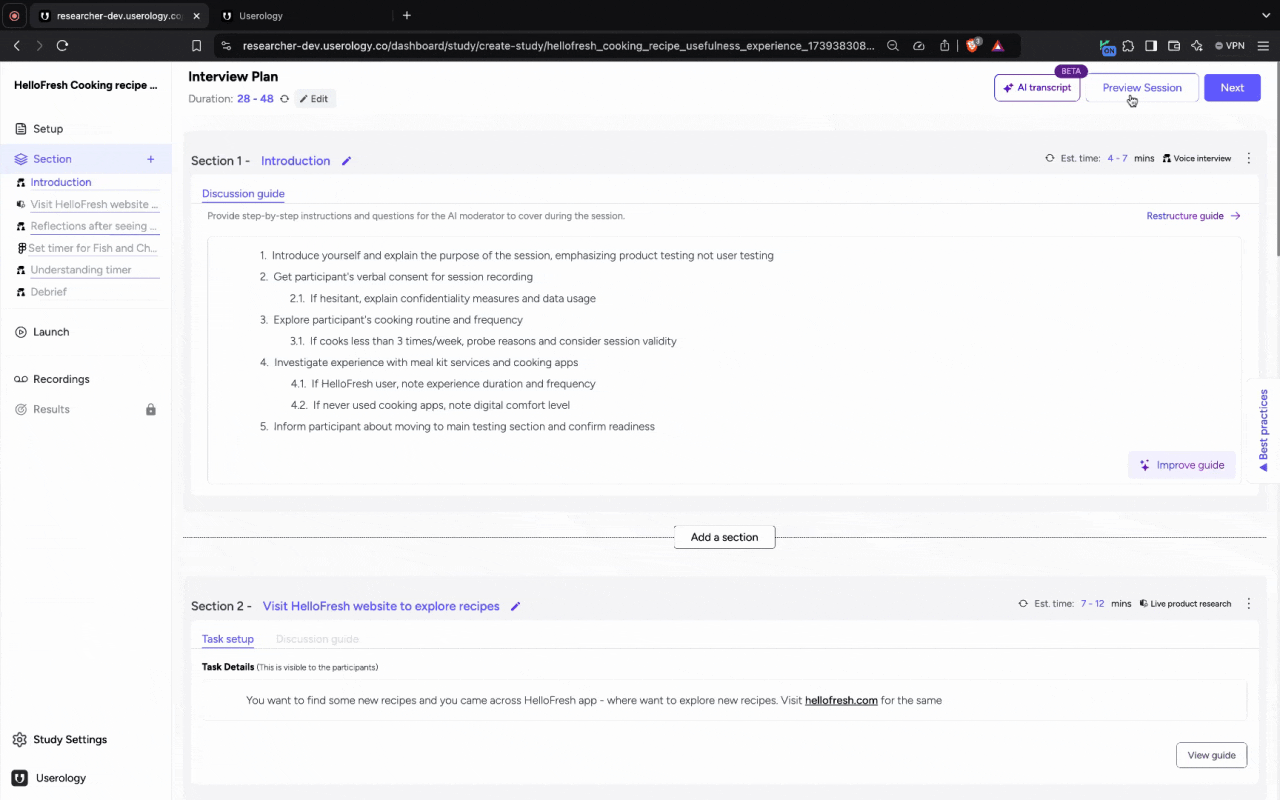 researcher-dev.userology.co
Userology
researcher-dev.userology.co/dashboard/study/create-study/hellofresh_cooking_recipe_usefulness_experience_173938308...
ON
3
VPN
HelloFresh Cooking recipe ...
Setup
Section
Introduction
Visit HelloFresh website ...
Reflections after seeing ...
Set timer for Fish and Ch...
Understanding timer
Debrief
Launch
Recordings
Results
Study Settings
Userology
Interview Plan
Duration: 28 - 48 Edit
BETA
AI transcript
Preview Session
Next
Section 1 - Introduction
Est. time: 4 - 7 mins Voice interview
Discussion guide
Provide step-by-step instructions and questions for the AI moderator to cover during the session.
Restructure guide
1. Introduce yourself and explain the purpose of the session, emphasizing product testing not user testing
2. Get participant's verbal consent for session recording
2.1. If hesitant, explain confidentiality measures and data usage
3. Explore participant's cooking routine and frequency
3.1. If cooks less than 3 times/week, probe reasons and consider session validity
4. Investigate experience with meal kit services and cooking apps
4.1. If HelloFresh user, note experience duration and frequency
4.2. If never used cooking apps, note digital comfort level
5. Inform participant about moving to main testing section and confirm readiness
Improve guide
Best practices
Add a section
Section 2 - Visit HelloFresh website to explore recipes
Est. time: 7 - 12 mins Live product research
Task setup
Discussion guide
Task Details (This is visible to the participants)
You want to find some new recipes and you came across HelloFresh app - where want to explore new recipes. Visit hellofresh.com for the same
View guide